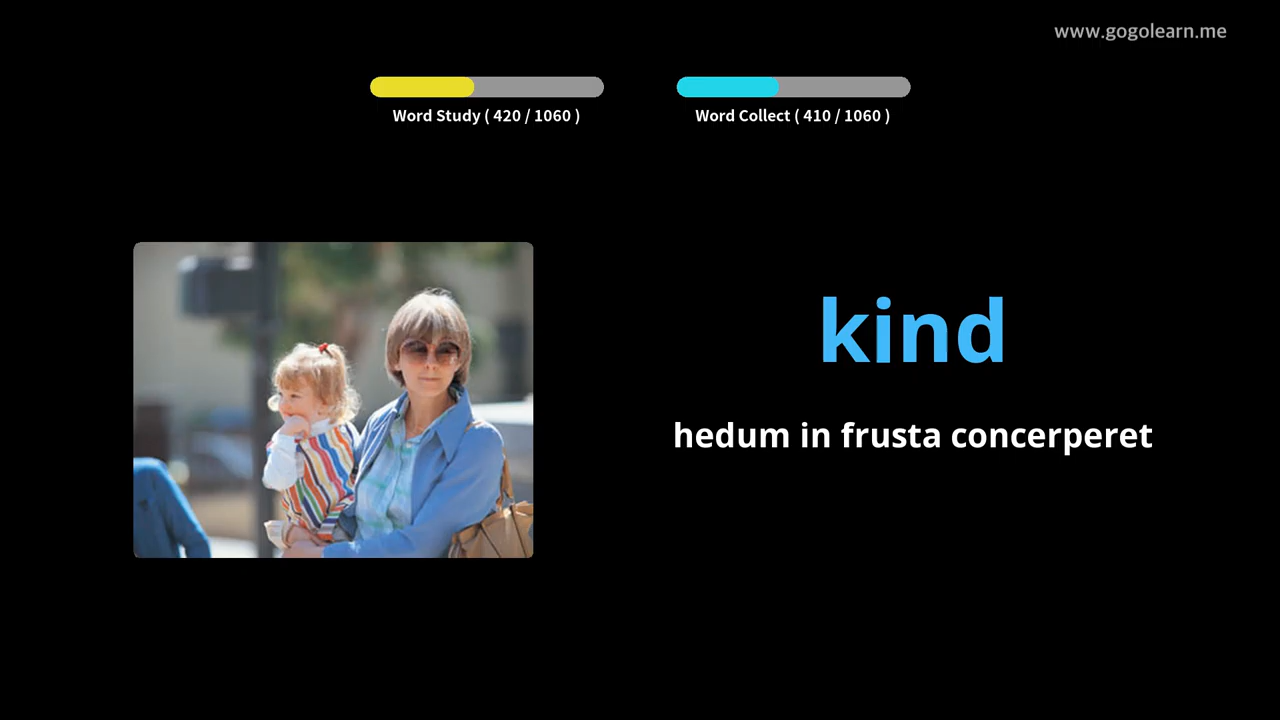 www.gogolearn.me
Word Study ( 420 / 1060 )
Word Collect ( 410 / 1060 )
kind
hedum in frusta concerperet